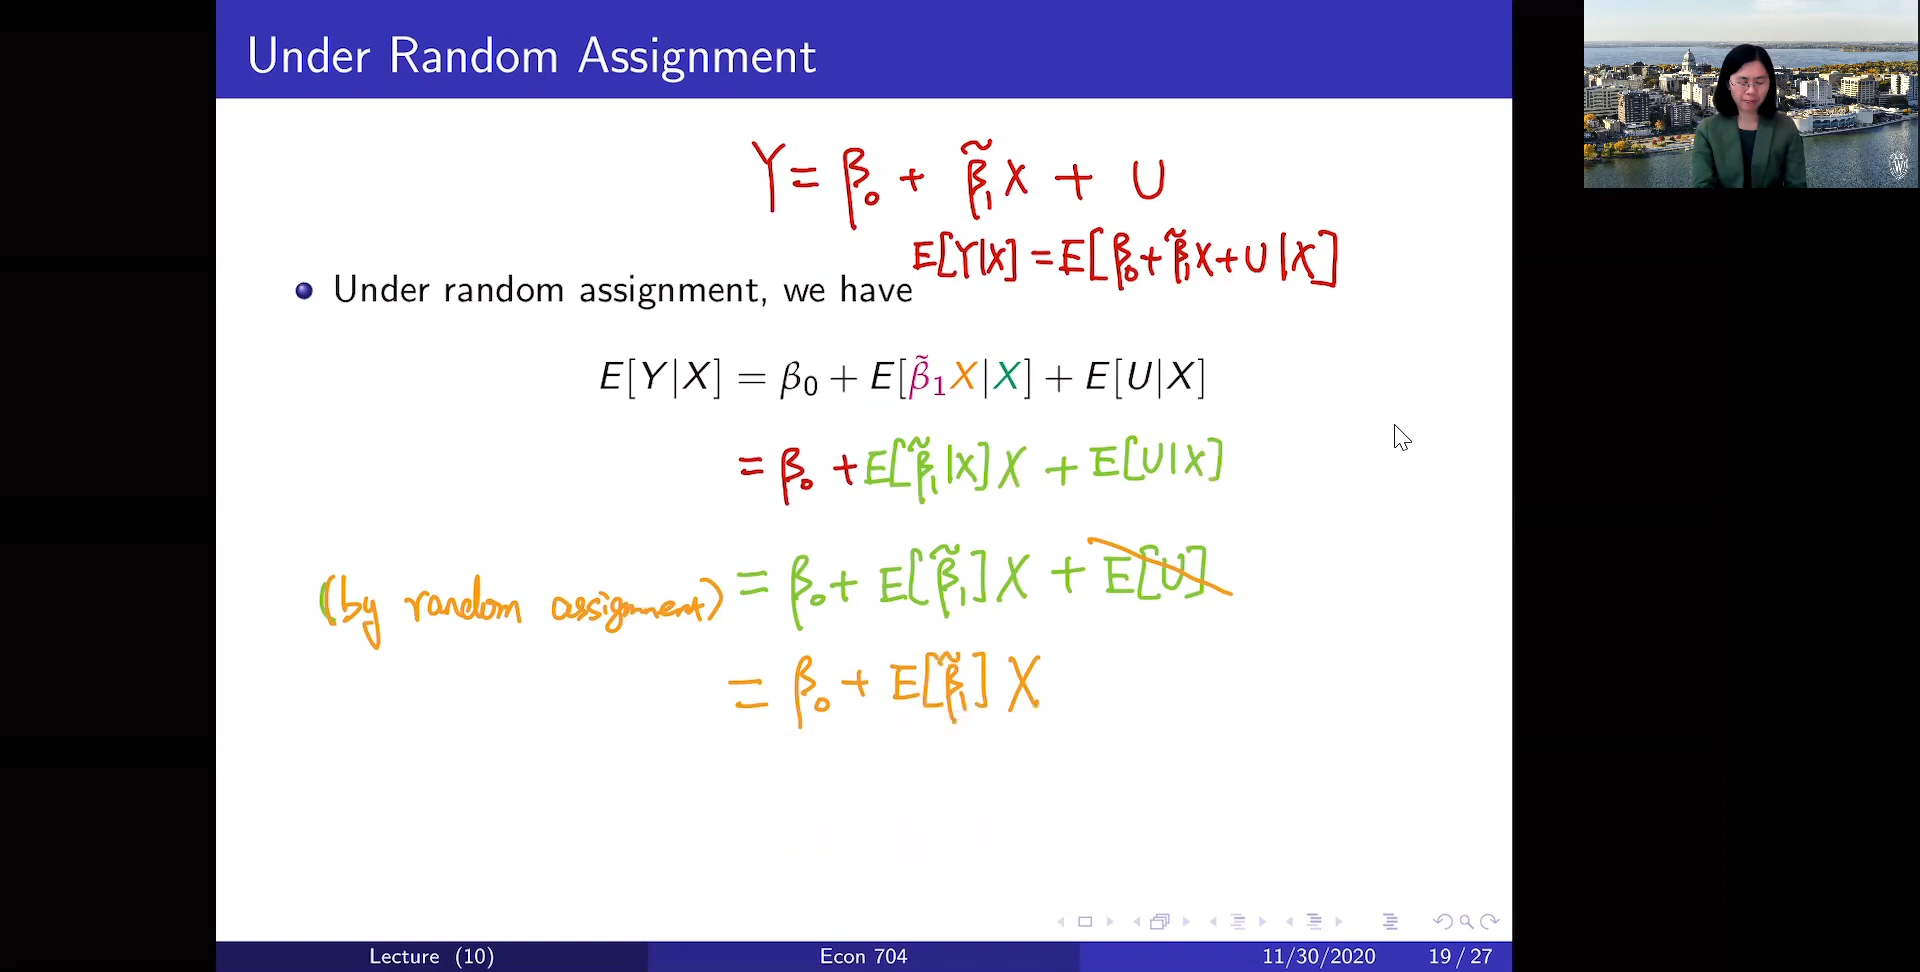 Under Random Assignment
Y = β₀ + β̃₁X + U
E[Y|X] = E[β₀+β̃₁X+U|X]
Under random assignment, we have
E[Y|X] = β₀ + E[β̃₁X|X] + E[U|X]
= β₀ + E[β̃₁|X]X + E[U|X]
(by random assignment) = β₀ + E[β̃₁]X + E[U]
= β₀ + E[β̃₁]X
Lecture (10) Econ 704 11/30/2020 19 / 27
W